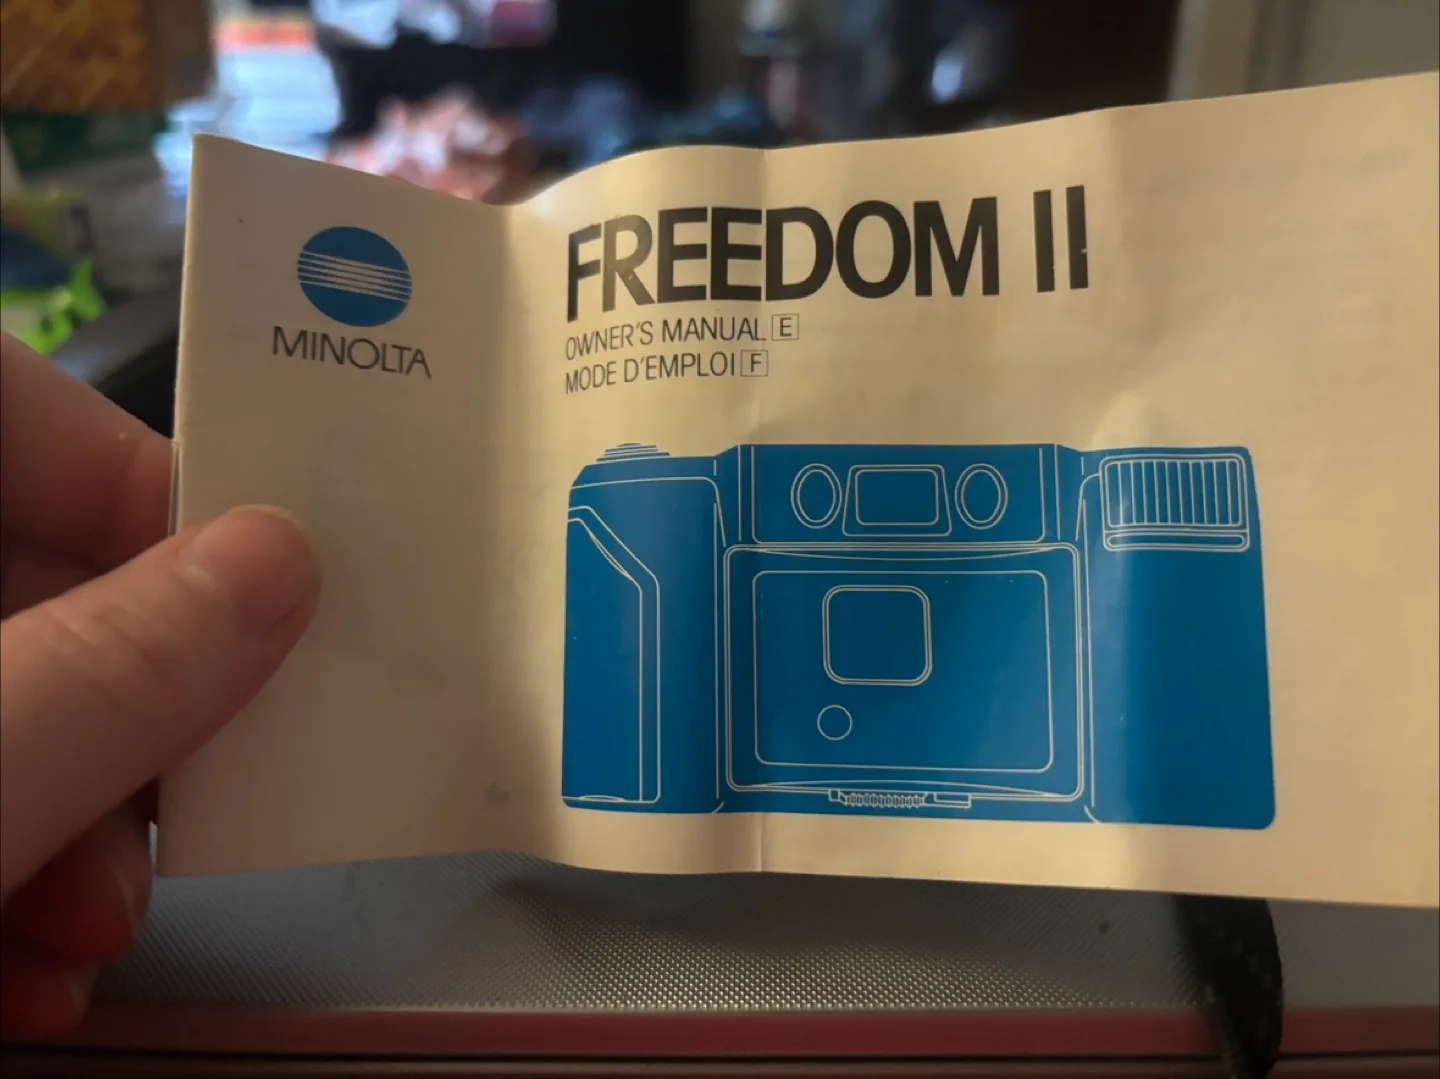 MINOLTA
FREEDOM II
OWNER'S MANUAL E
MODE D'EMPLOI F